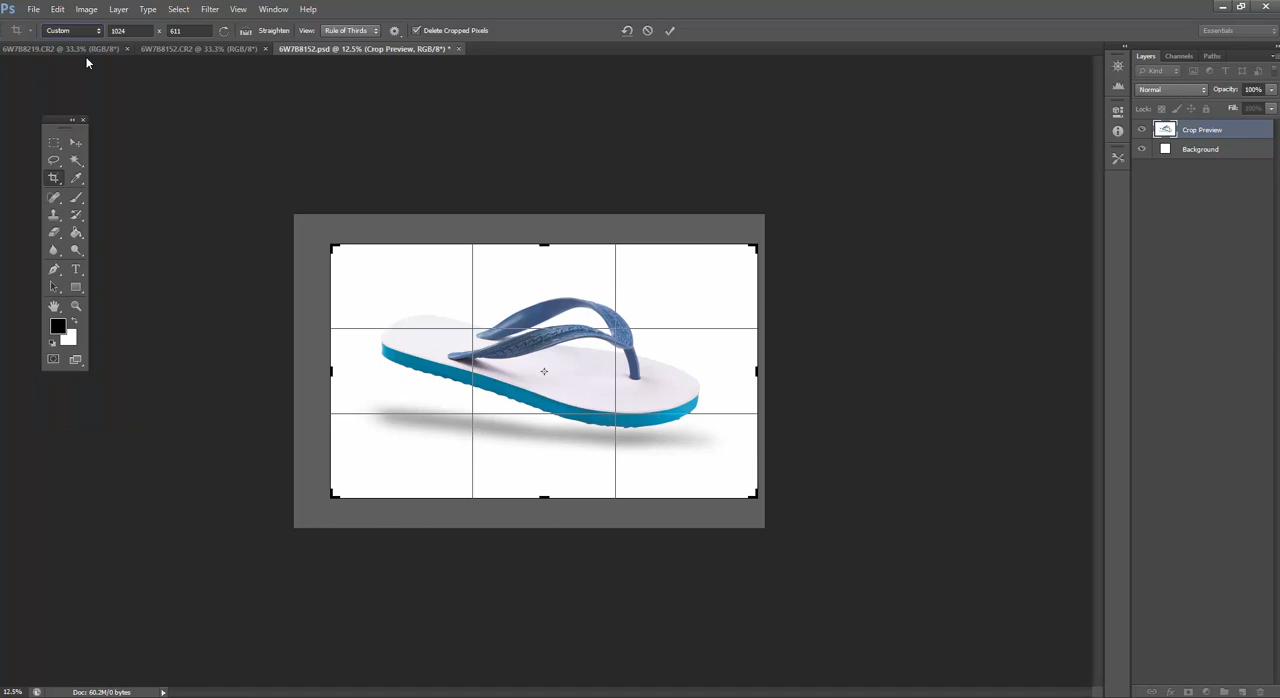 Ps File Edit Image Layer Type Select Filter View Window Help
Custom 1024 x 611 Straighten View: Rule of Thirds Delete Cropped Pixels Essentials
6W7B8219.CR2 @ 33,3% (RGB/8*) × 6W7B8152.CR2 @ 33,3% (RGB/8*) × 6W7B8152.psd @ 12.5% (Crop Preview, RGB/8*) * ×
Layers Channels Paths
Kind
Normal Opacity: 100%
Lock: Fill: 100%
Crop Preview
Background
T
12.5% Doc: 60.2M/0 bytes
fx